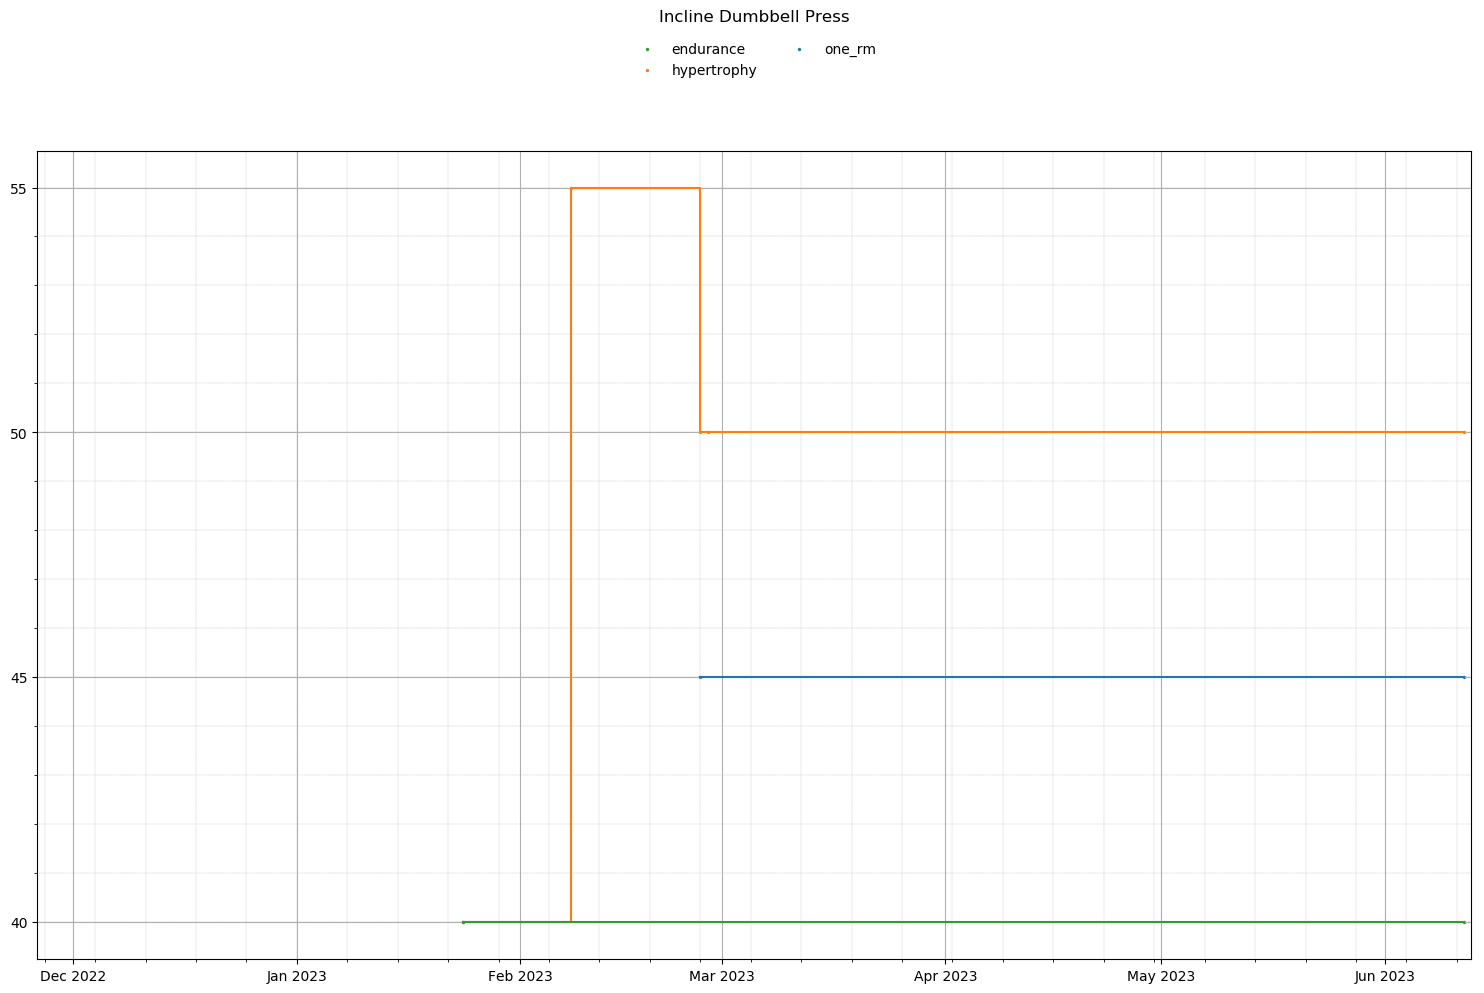 Incline Dumbbell Press
endurance
one_rm
hypertrophy
55
50
45
40
Dec 2022
Jan 2023
Feb 2023
Mar 2023
Apr 2023
May 2023
Jun 2023